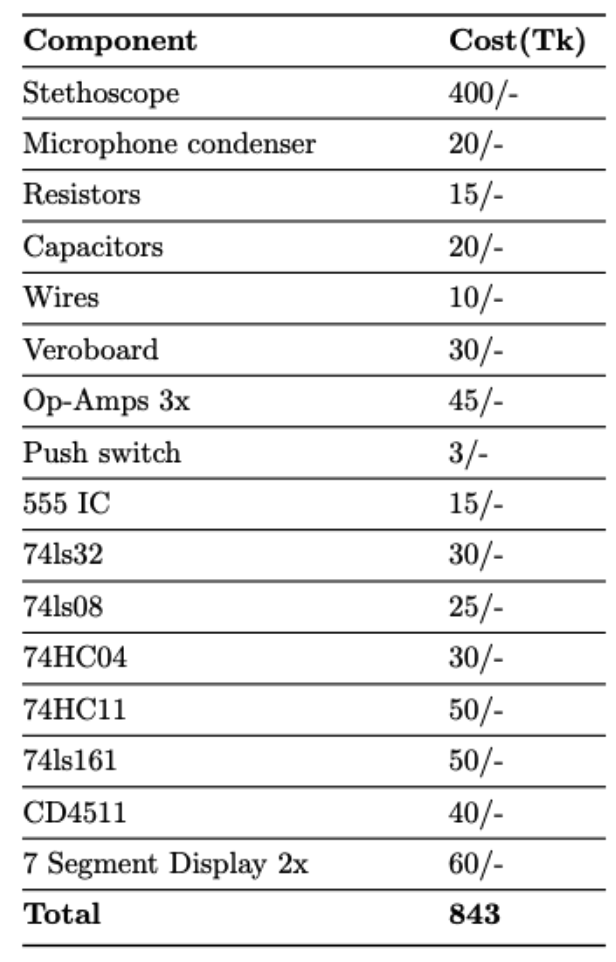 Component Cost(Tk)
Stethoscope 400/-
Microphone condenser 20/-
Resistors 15/-
Capacitors 20/-
Wires 10/-
Veroboard 30/-
Op-Amps 3x 45/-
Push switch 3/-
555 IC 15/-
74ls32 30/-
74ls08 25/-
74HC04 30/-
74HC11 50/-
74ls161 50/-
CD4511 40/-
7 Segment Display 2x 60/-
Total 843